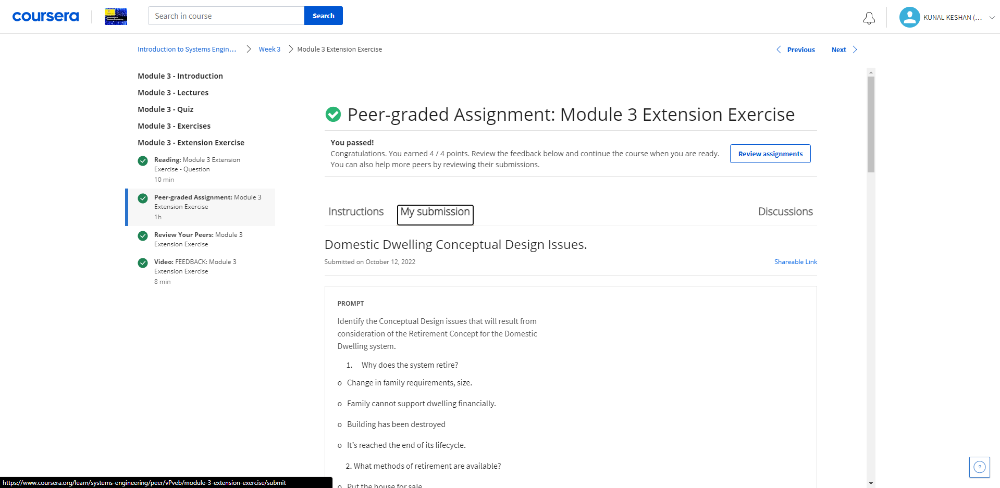 coursera
Search in course
Search
KUNAL KESHAN (...
Introduction to Systems Engin...
Week 3
Module 3 Extension Exercise
Previous
Next
Module 3 - Introduction
Module 3 - Lectures
Module 3 - Quiz
Module 3 - Exercises
Module 3 - Extension Exercise
Reading: Module 3 Extension
Exercise - Question
10 min
Peer-graded Assignment: Module 3
Extension Exercise
1h
Review Your Peers: Module 3
Extension Exercise
Video: FEEDBACK: Module 3
Extension Exercise
8 min
Peer-graded Assignment: Module 3 Extension Exercise
You passed!
Congratulations. You earned 4 / 4 points. Review the feedback below and continue the course when you are ready.
You can also help more peers by reviewing their submissions.
Review assignments
Instructions
My submission
Discussions
Domestic Dwelling Conceptual Design Issues.
Submitted on October 12, 2022
Shareable Link
PROMPT
Identify the Conceptual Design issues that will result from
consideration of the Retirement Concept for the Domestic
Dwelling system.
1. Why does the system retire?
o Change in family requirements, size.
o Family cannot support dwelling financially.
o Building has been destroyed
o It’s reached the end of its lifecycle.
2. What methods of retirement are available?
o Put the house for sale
?
https://www.coursera.org/learn/systems-engineering/peer/vPveb/module-3-extension-exercise/submit